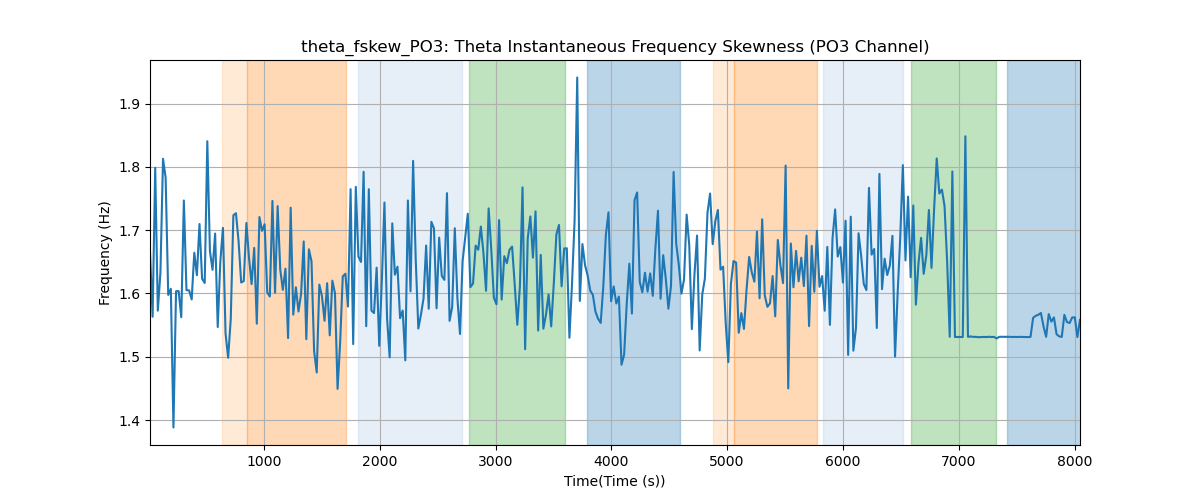 theta_fskew_PO3: Theta Instantaneous Frequency Skewness (PO3 Channel)
Frequency (Hz)
1.9
1.8
1.7
1.6
1.5
1.4
1000 2000 3000 4000 5000 6000 7000 8000
Time(Time (s))